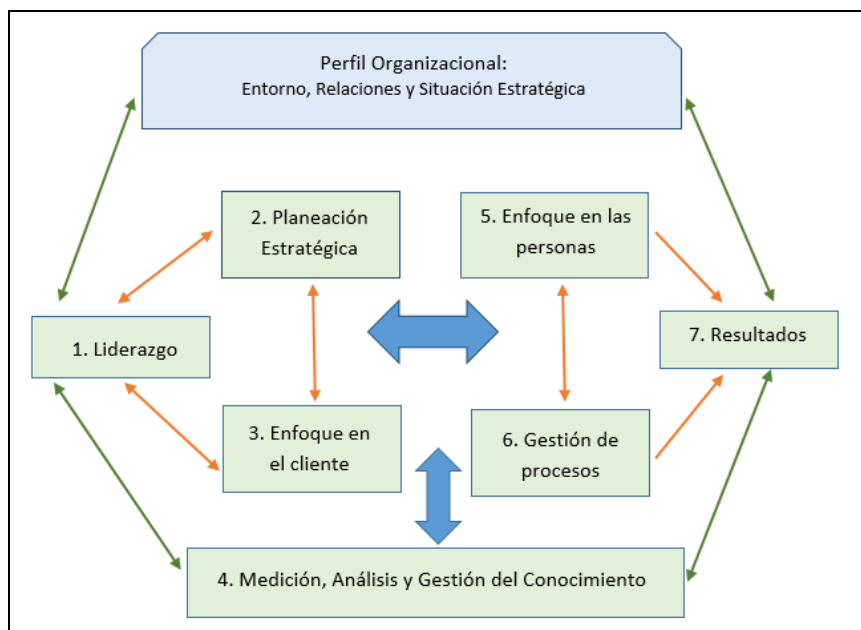 Perfil Organizacional:
Entorno, Relaciones y Situación Estratégica
2. Planeación
Estratégica
5. Enfoque en las
personas
1. Liderazgo
7. Resultados
3. Enfoque en
el cliente
6. Gestión de
procesos
4. Medición, Análisis y Gestión del Conocimiento